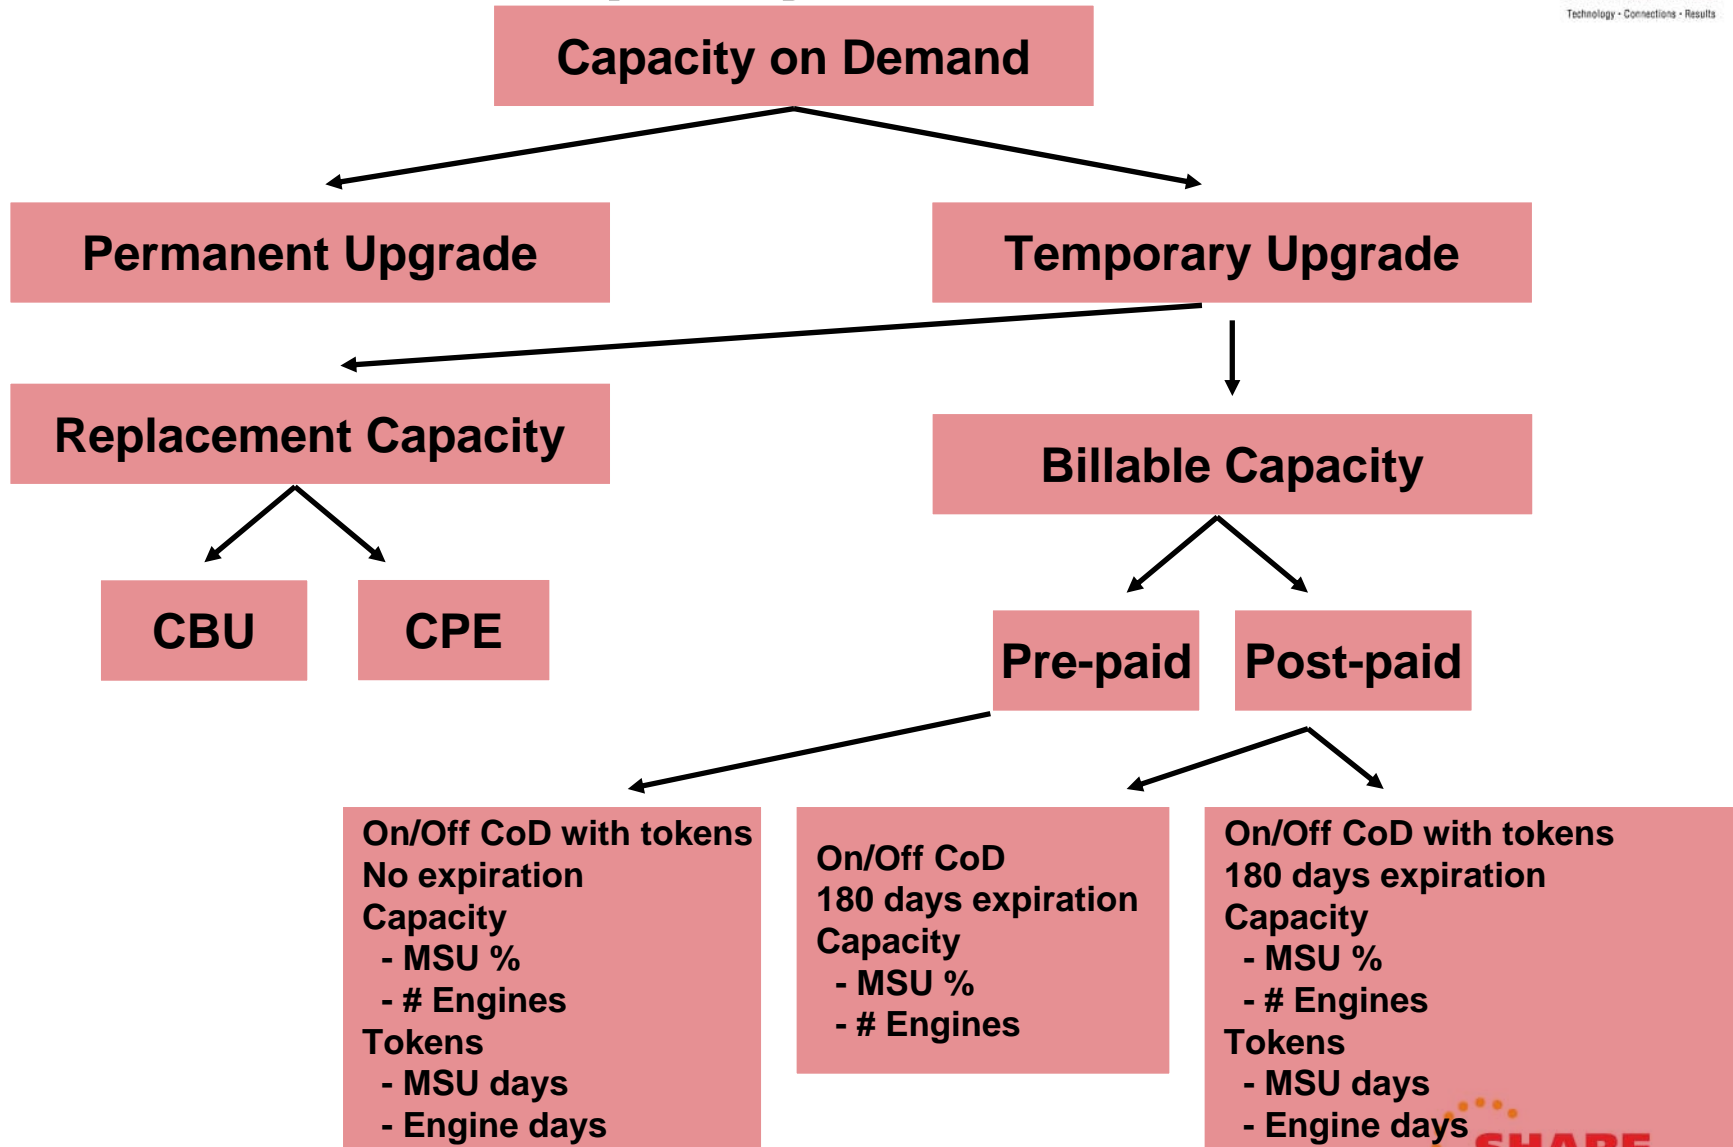 Technology • Connections • Results
Capacity on Demand
Permanent Upgrade
Temporary Upgrade
Replacement Capacity
Billable Capacity
CBU
CPE
Pre-paid
Post-paid
On/Off CoD with tokens
No expiration
Capacity
- MSU %
- # Engines
Tokens
- MSU days
- Engine days
On/Off CoD
180 days expiration
Capacity
- MSU %
- # Engines
On/Off CoD with tokens
180 days expiration
Capacity
- MSU %
- # Engines
Tokens
- MSU days
- Engine days
SHARE